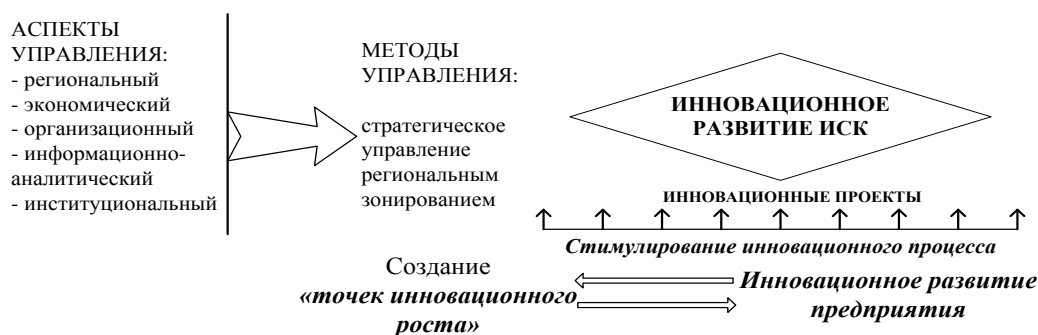 АСПЕКТЫ
УПРАВЛЕНИЯ:
- региональный
- экономический
- организационный
- информационно-
аналитический
- институциональный
МЕТОДЫ
УПРАВЛЕНИЯ:
стратегическое
управление
региональным
зонированием
ИННОВАЦИОННОЕ
РАЗВИТИЕ ИСК
ИННОВАЦИОННЫЕ ПРОЕКТЫ
Стимулирование инновационного процесса
Создание
«точек инновационного
роста»
Инновационное развитие
предприятия